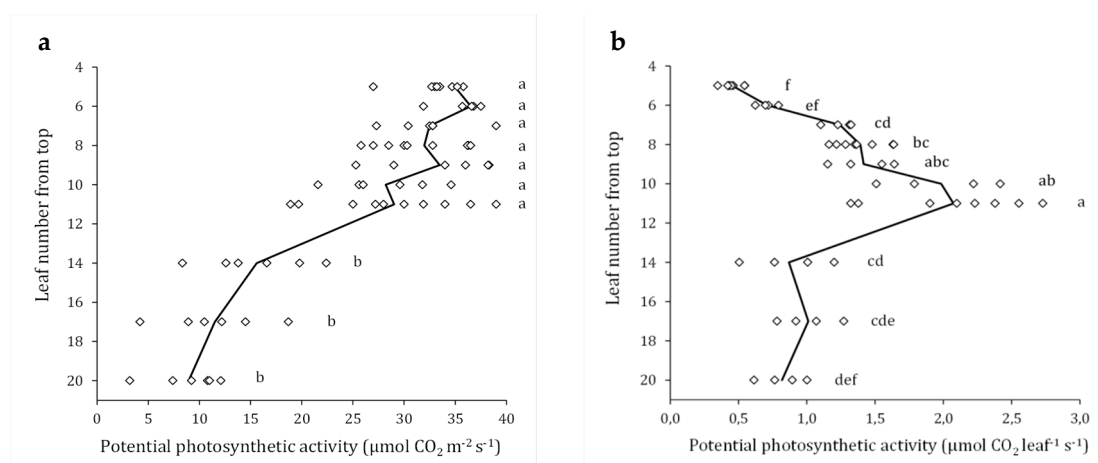 a
4
6
8
10
12
14
16
18
20
Leaf number from top
a
a
a
a
a
a
a
b
b
b
0 5 10 15 20 25 30 35 40
Potential photosynthetic activity (µmol CO₂ m⁻² s⁻¹)
b
4
6
8
10
12
14
16
18
20
Leaf number from top
f
ef
cd
bc
abc
ab
a
cd
cde
def
0,0 0,5 1,0 1,5 2,0 2,5 3,0
Potential photosynthetic activity (µmol CO₂ leaf⁻¹ s⁻¹)